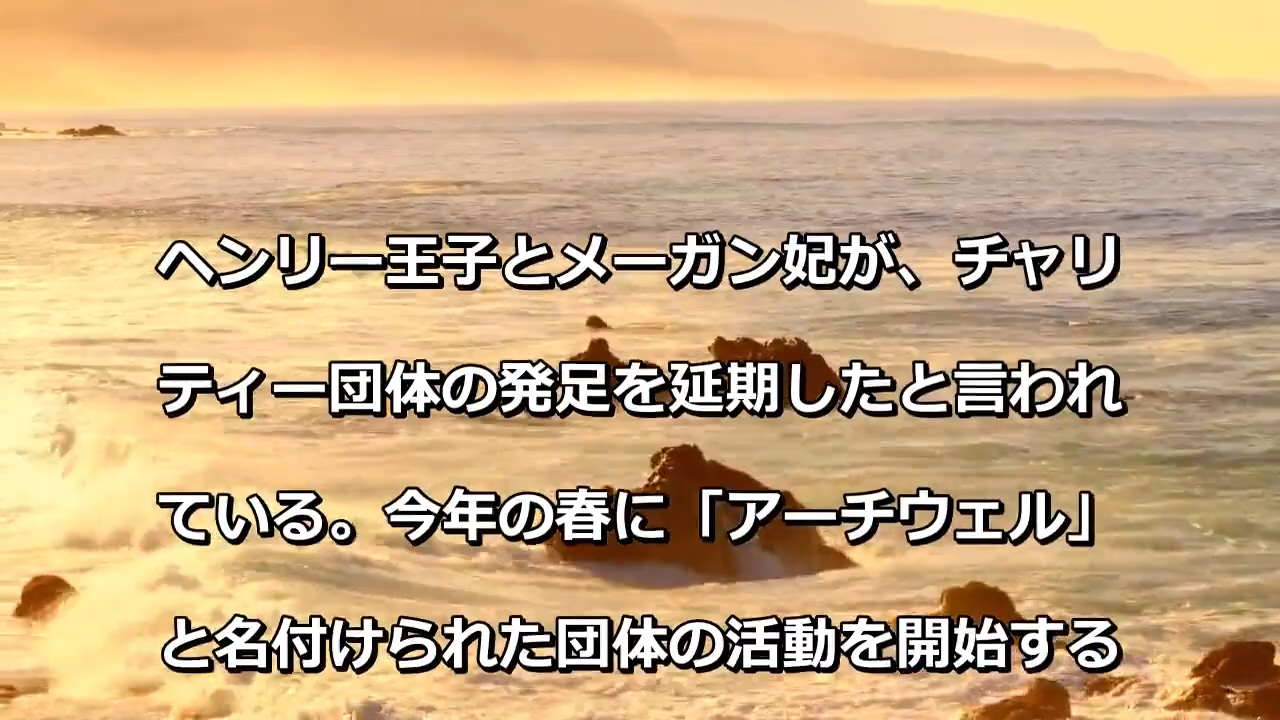 ヘンリー王子とメーガン妃が、チャリ
ティー団体の発足を延期したと言われ
ている。今年の春に「アーチウェル」
と名付けられた団体の活動を開始する